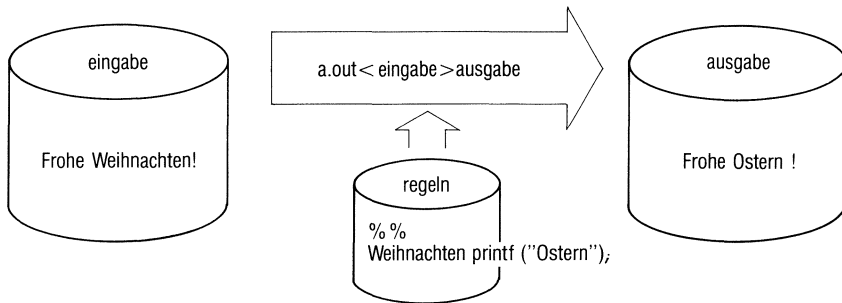 eingabe
a.out< eingabe >ausgabe
ausgabe
Frohe Weihnachten!
Frohe Ostern !
regeln
%%
Weihnachten printf ("Ostern");